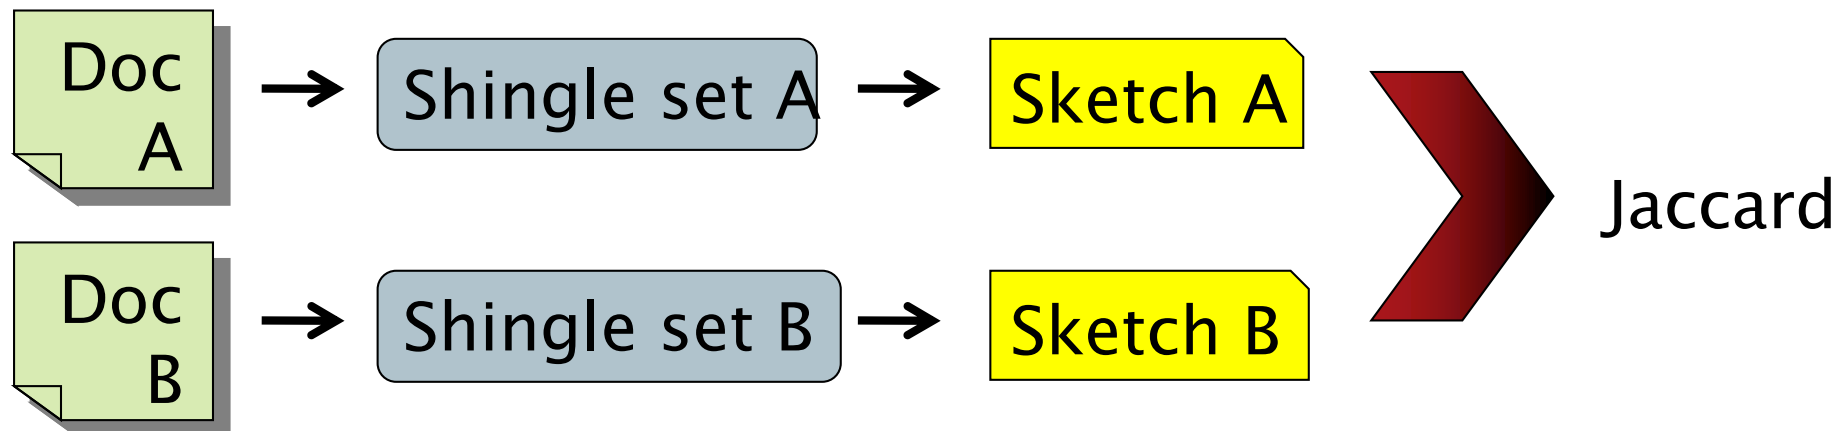 Doc
A
Shingle set A
Sketch A
Jaccard
Doc
B
Shingle set B
Sketch B